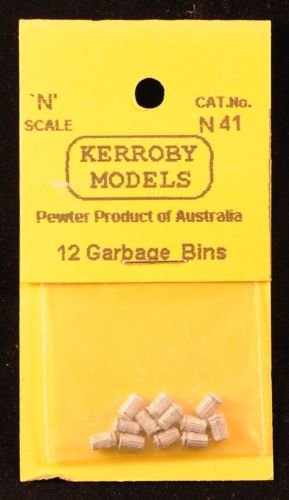 'N' CAT.No.
SCALE N 41
KERROBY
MODELS
Pewter Product of Australia
12 Garbage Bins